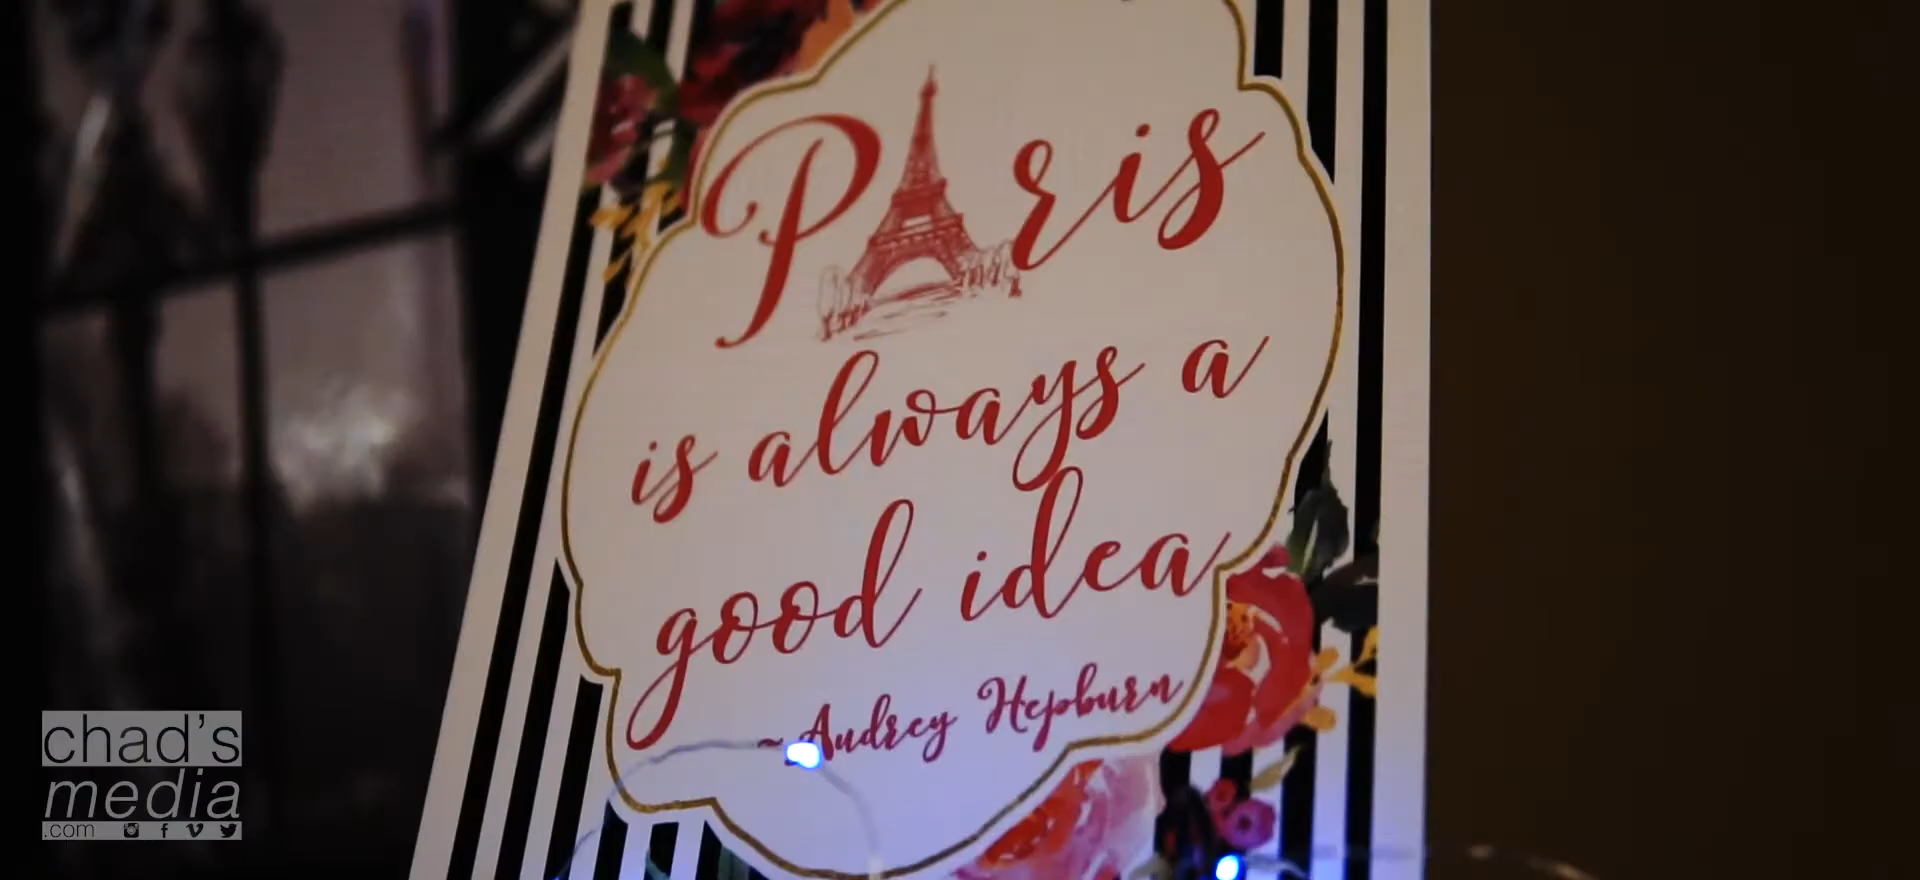 Paris
is always a
good idea
~ Audrey Hepburn
chad's
media
.com